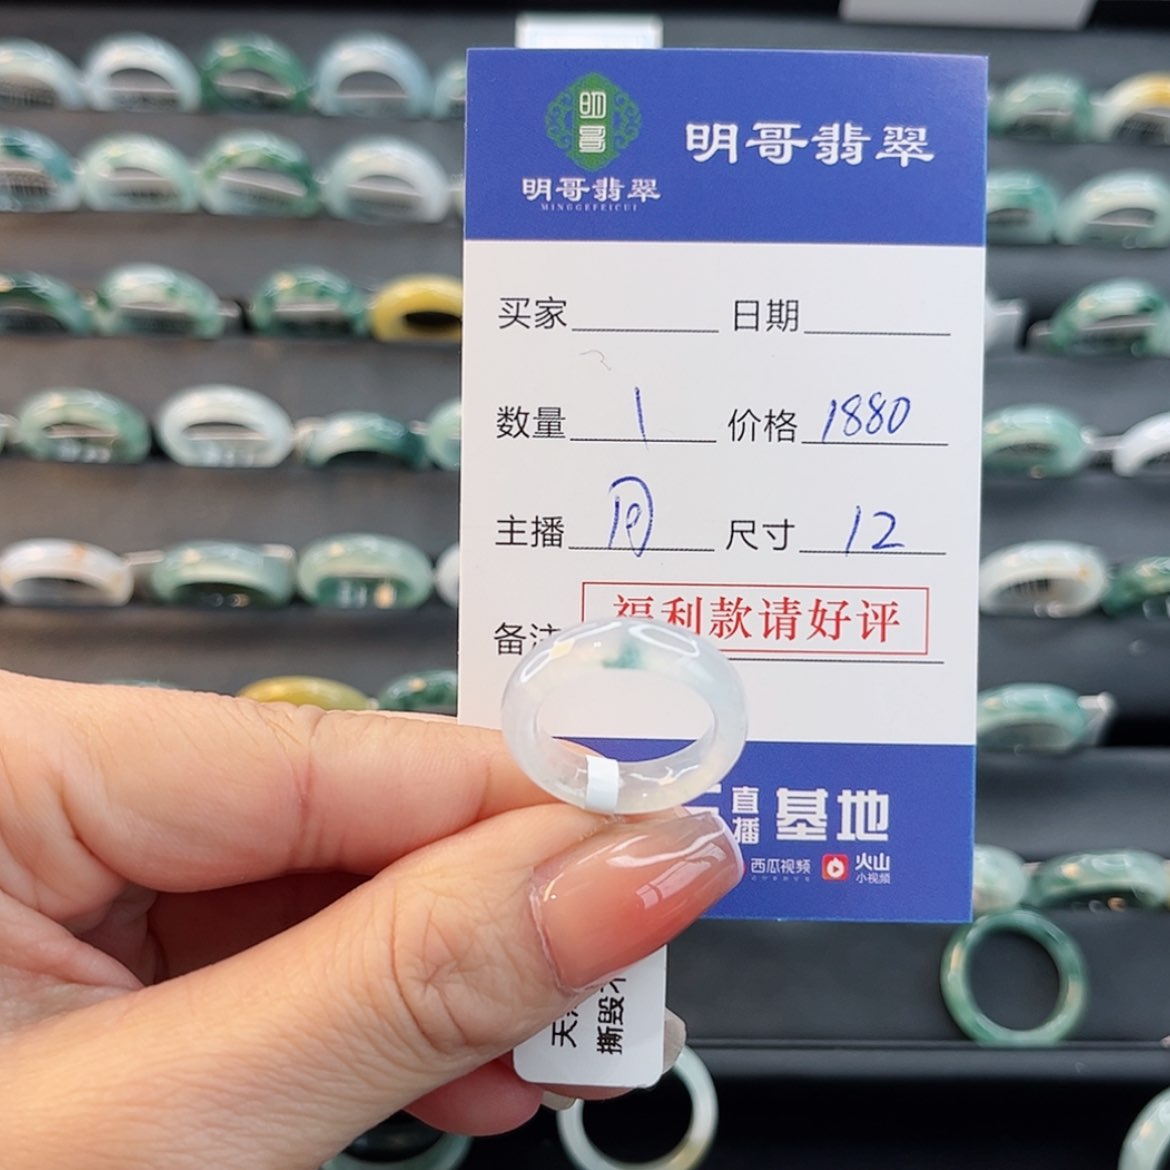 明哥
明哥翡翠
MINGGEFEICUI
明哥翡翠
买家 日期
数量 1 价格 1880
主播 周 尺寸 12
备注 福利款请好评
直播 基地
西瓜视频 火山小视频
撕毁不